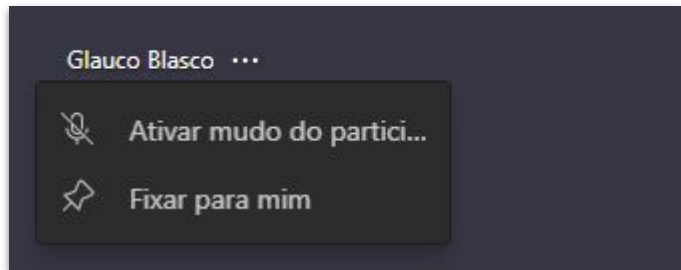 Glauco Blasco ...
Ativar mudo do partici...
Fixar para mim